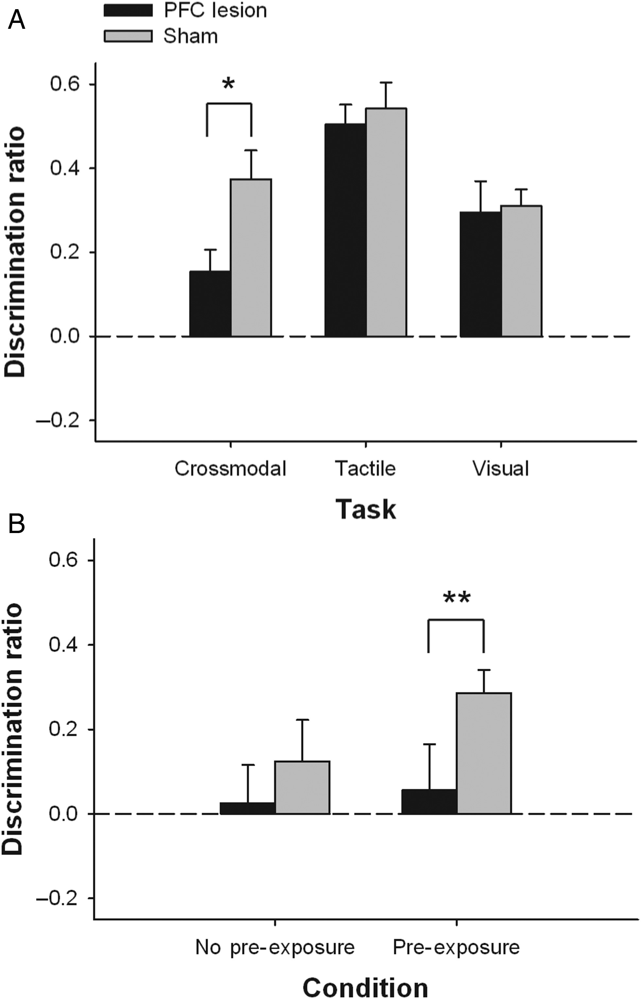 A
PFC lesion
Sham
0.6
*
0.4
0.2
0.0
–0.2
Discrimination ratio
Crossmodal Tactile Visual
Task
B
0.6
**
0.4
0.2
0.0
–0.2
Discrimination ratio
No pre-exposure Pre-exposure
Condition